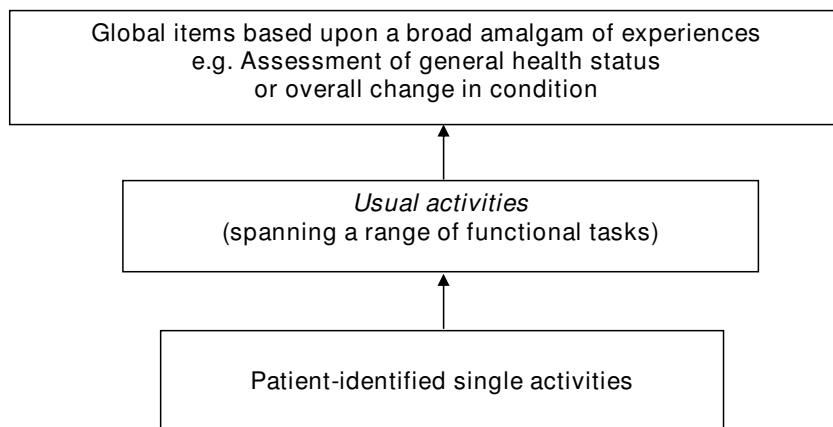 Global items based upon a broad amalgam of experiences
e.g. Assessment of general health status
or overall change in condition
Usual activities
(spanning a range of functional tasks)
Patient-identified single activities